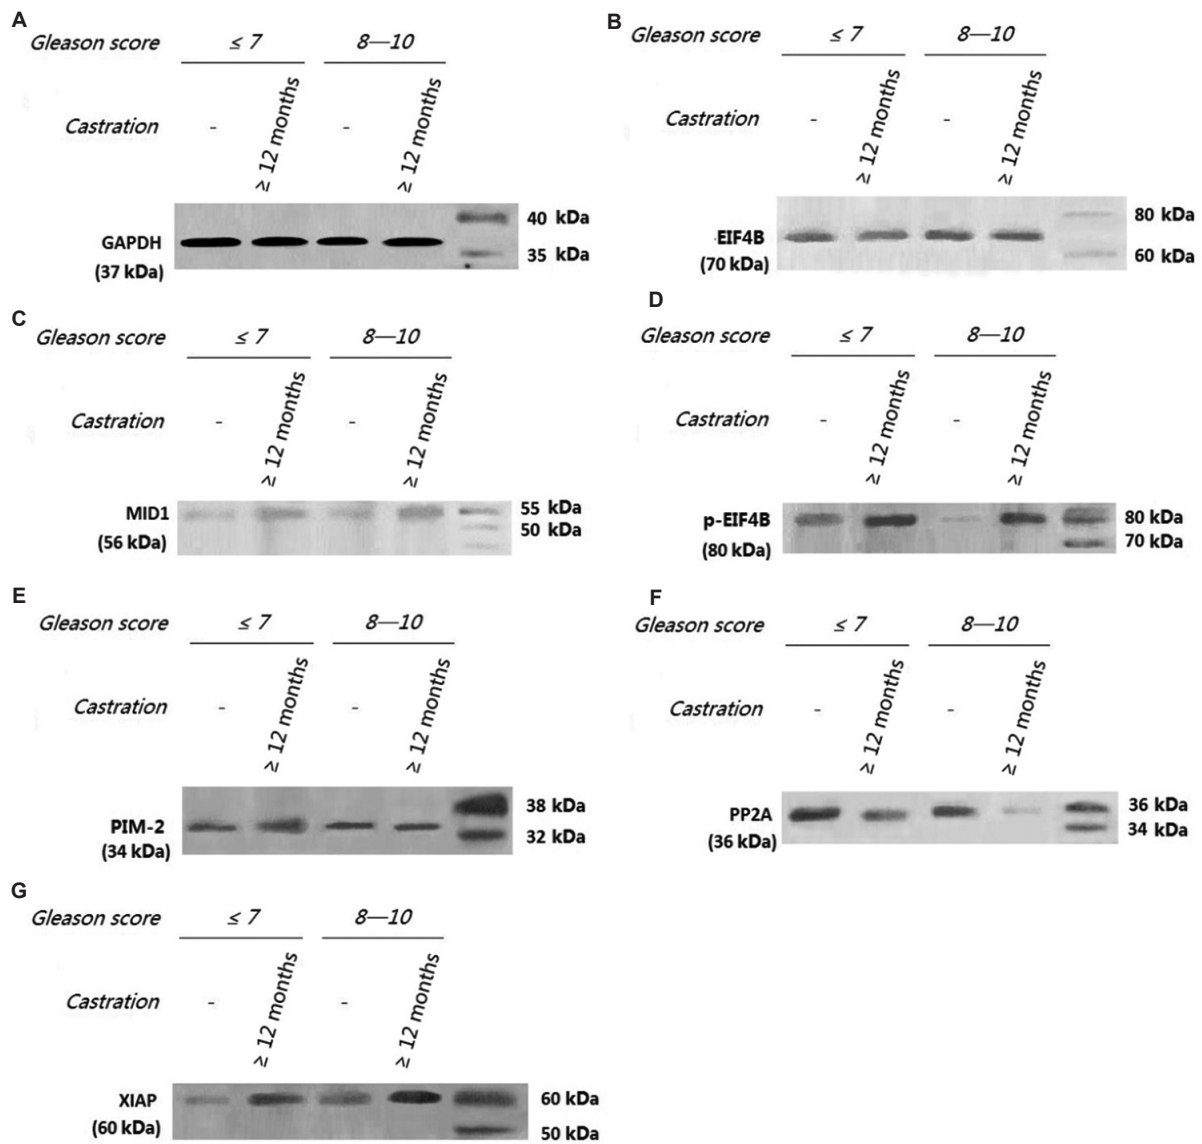 A
Gleason score ≤ 7 8—10
Castration - ≥ 12 months - ≥ 12 months
GAPDH
(37 kDa)
40 kDa
35 kDa
B
Gleason score ≤ 7 8—10
Castration - ≥ 12 months - ≥ 12 months
EIF4B
(70 kDa)
80 kDa
60 kDa
C
Gleason score ≤ 7 8—10
Castration - ≥ 12 months - ≥ 12 months
MID1
(56 kDa)
55 kDa
50 kDa
D
Gleason score ≤ 7 8—10
Castration - ≥ 12 months - ≥ 12 months
p-EIF4B
(80 kDa)
80 kDa
70 kDa
E
Gleason score ≤ 7 8—10
Castration - ≥ 12 months - ≥ 12 months
PIM-2
(34 kDa)
38 kDa
32 kDa
F
Gleason score ≤ 7 8—10
Castration - ≥ 12 months - ≥ 12 months
PP2A
(36 kDa)
36 kDa
34 kDa
G
Gleason score ≤ 7 8—10
Castration - ≥ 12 months - ≥ 12 months
XIAP
(60 kDa)
60 kDa
50 kDa